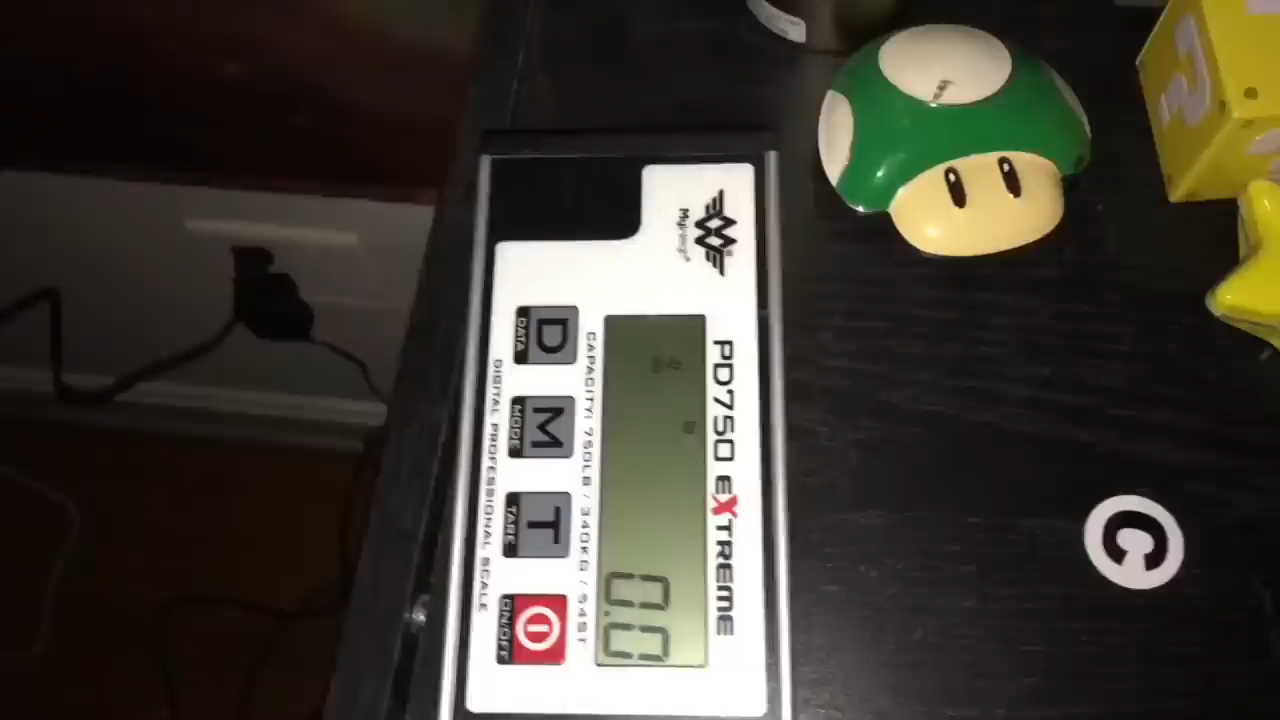 MyWeigh®
PD750 EXTREME
0.0
CAPACITY: 750LB / 340KG / 54ST
D
DATA
M
MODE
T
TARE
ON/OFF
DIGITAL PROFESSIONAL SCALE
?
C